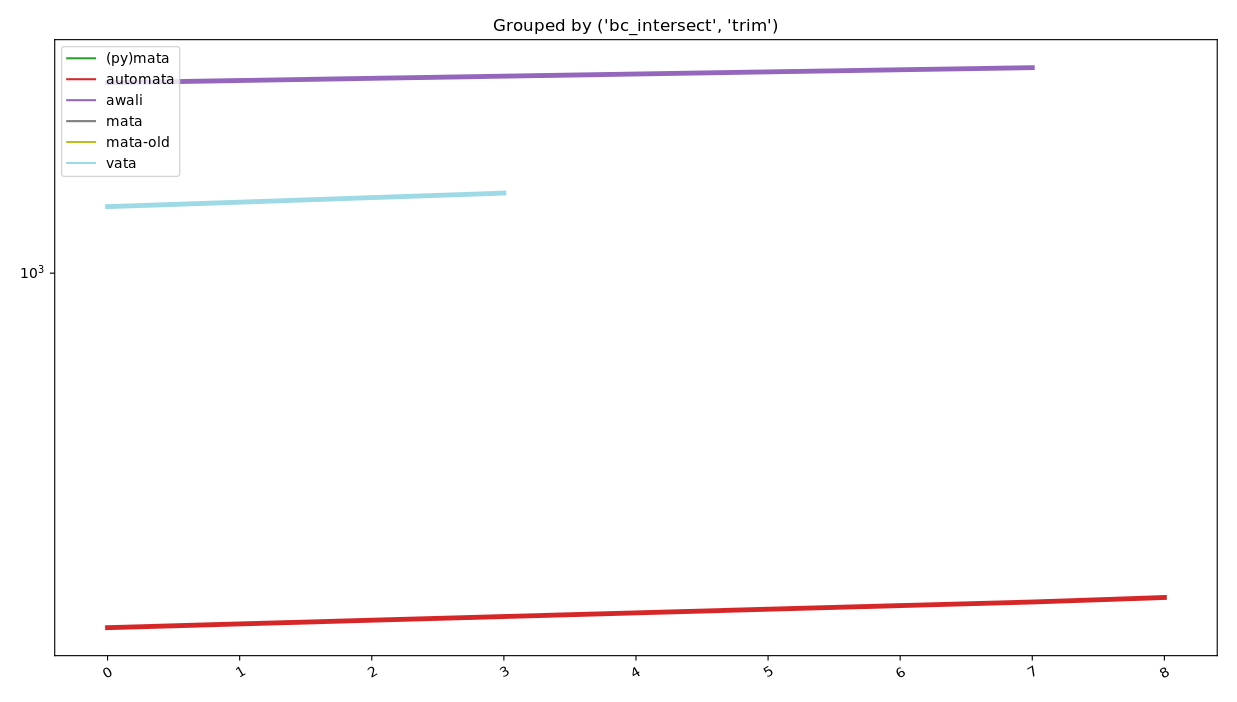 Grouped by ('bc_intersect', 'trim')
(py)mata
automata
awali
mata
mata-old
vata
10³
0 1 2 3 4 5 6 7 8